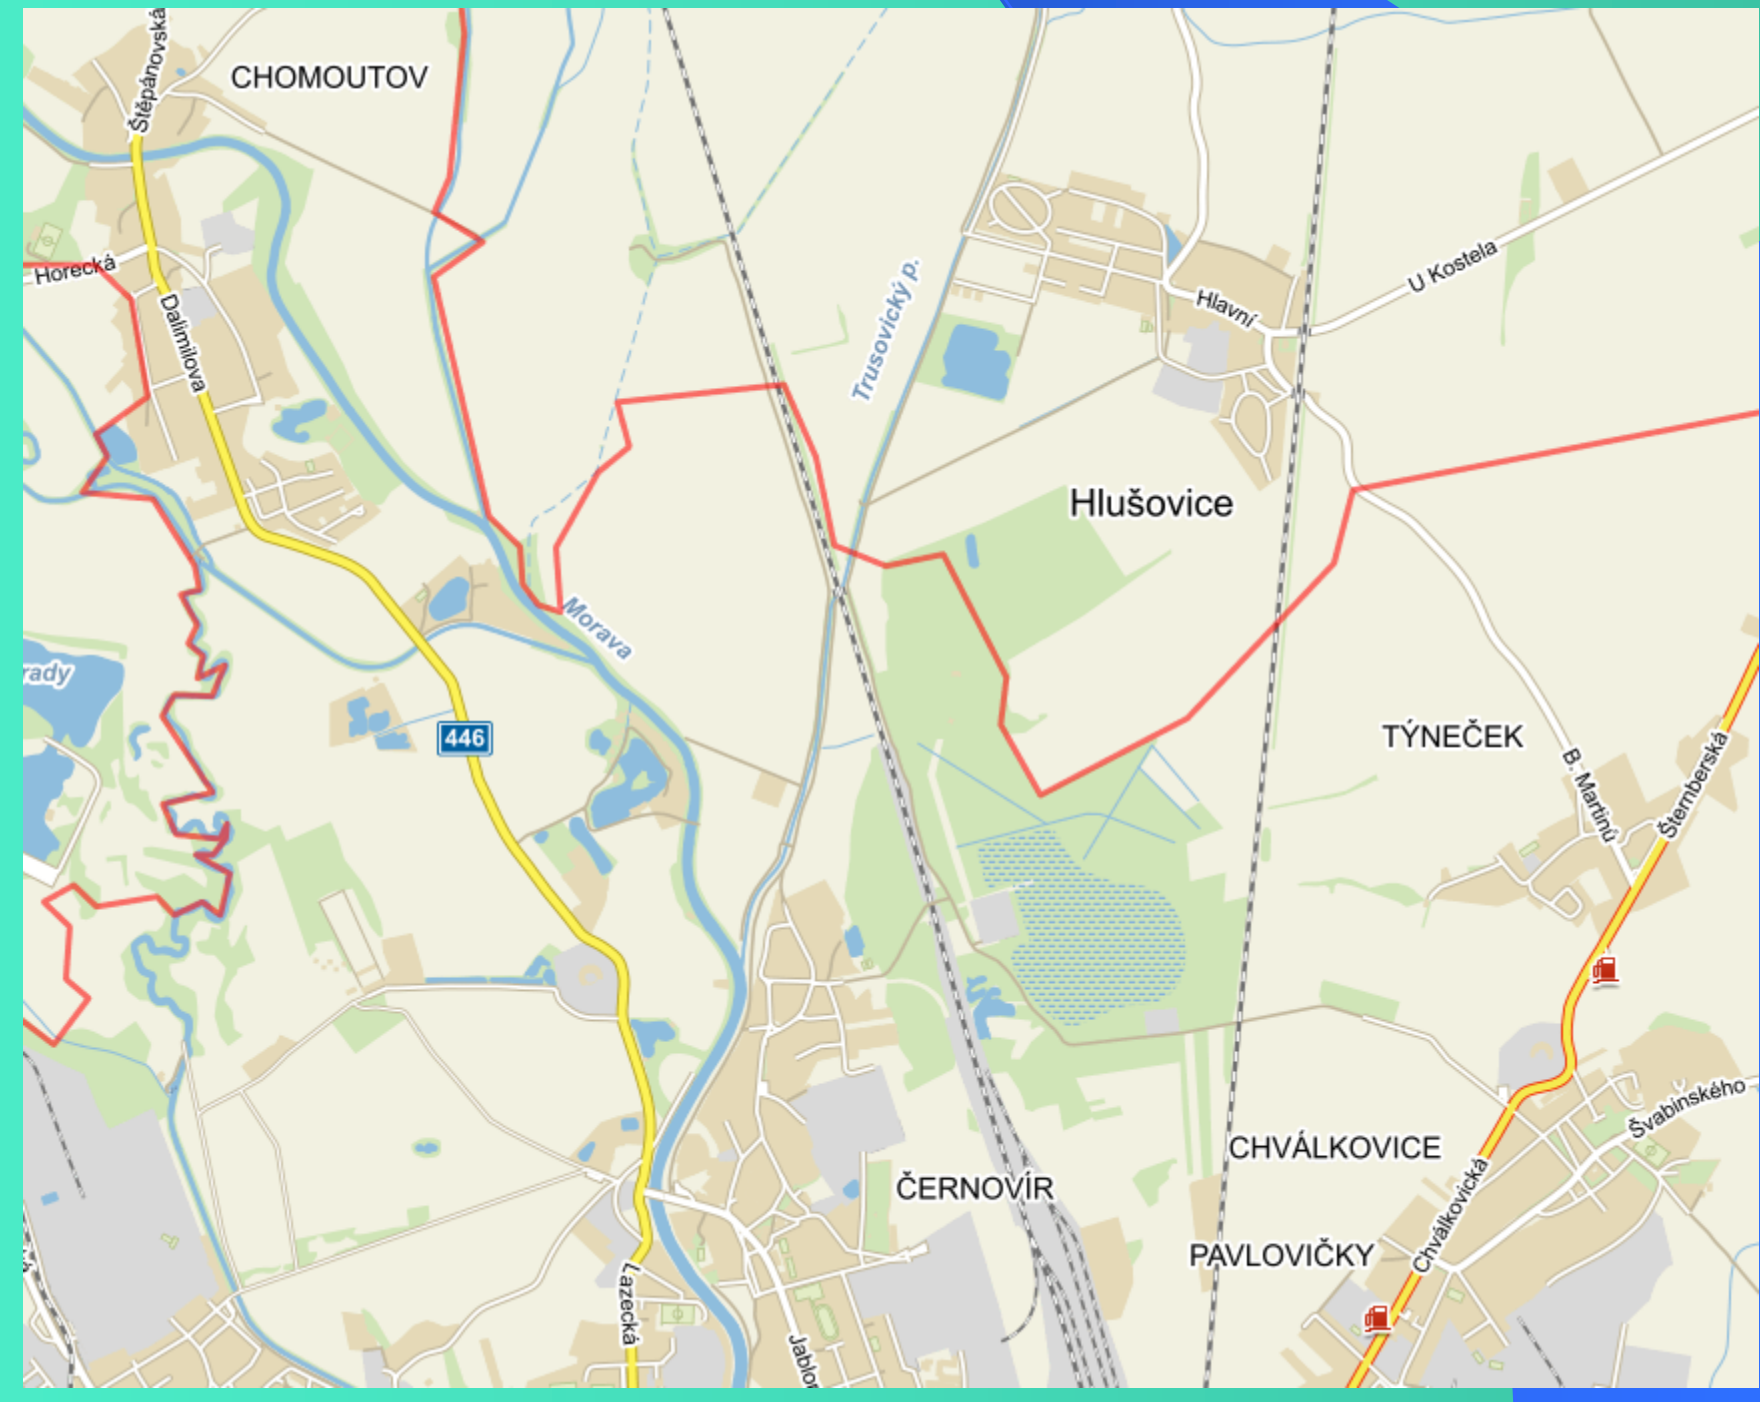 Štěpánovská
CHOMOUTOV
Horecká
Dalimilova
Trusovický p.
Hlavní
U Kostela
Hlušovice
Morava
rady
446
TÝNEČEK
B. Martinů
Šternberská
Švabinského
CHVÁLKOVICE
ČERNOVÍR
Chválkovická
PAVLOVIČKY
Lazecká
Jablon